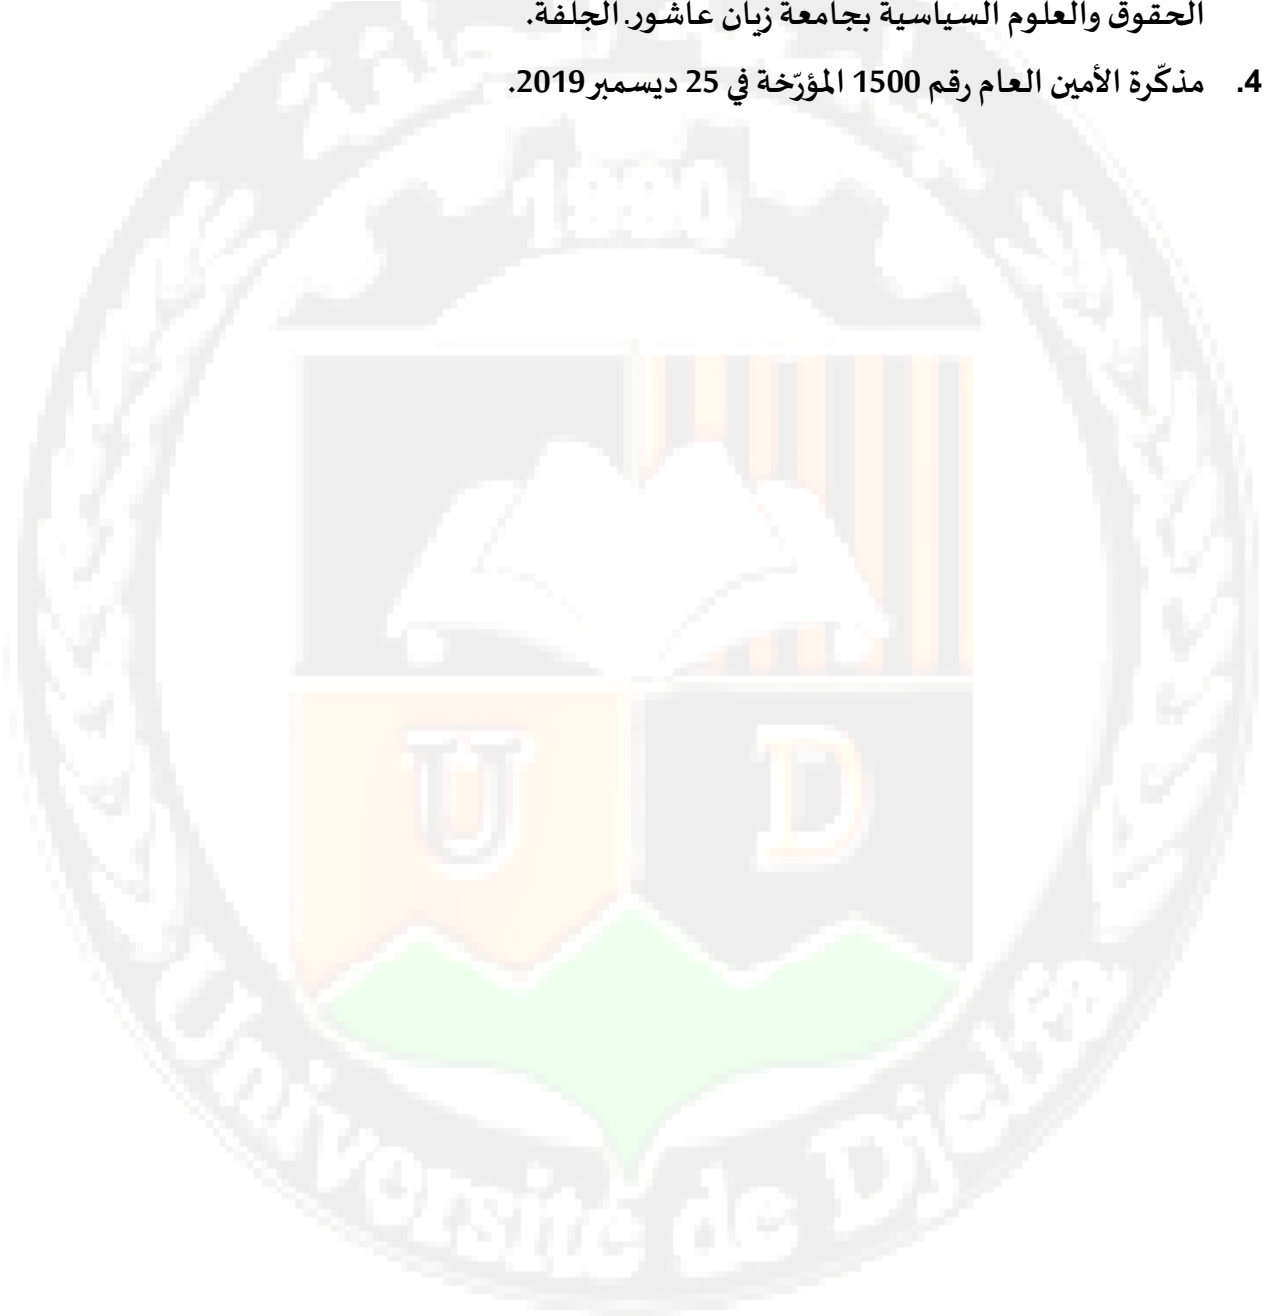 الحقوق والعلوم السياسية بجامعة زيان عاشور. الجلفة.
4. مذكّرة الأمين العام رقم 1500 المؤرّخة في 25 ديسمبر 2019.
1990
U D
Université de Djelfa